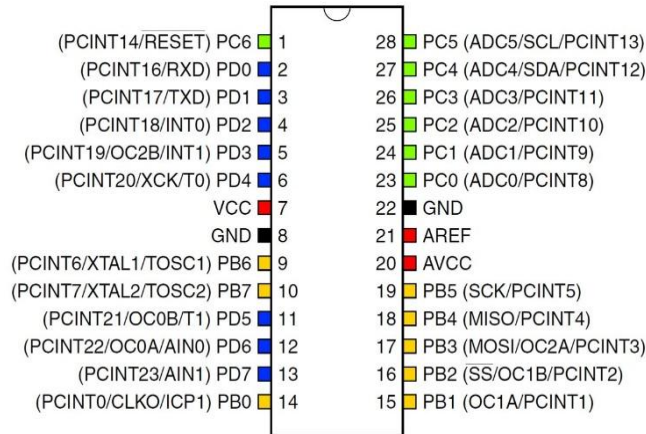 (PCINT14/RESET) PC6 1 28 PC5 (ADC5/SCL/PCINT13)
(PCINT16/RXD) PD0 2 27 PC4 (ADC4/SDA/PCINT12)
(PCINT17/TXD) PD1 3 26 PC3 (ADC3/PCINT11)
(PCINT18/INT0) PD2 4 25 PC2 (ADC2/PCINT10)
(PCINT19/OC2B/INT1) PD3 5 24 PC1 (ADC1/PCINT9)
(PCINT20/XCK/T0) PD4 6 23 PC0 (ADC0/PCINT8)
VCC 7 22 GND
GND 8 21 AREF
(PCINT6/XTAL1/TOSC1) PB6 9 20 AVCC
(PCINT7/XTAL2/TOSC2) PB7 10 19 PB5 (SCK/PCINT5)
(PCINT21/OC0B/T1) PD5 11 18 PB4 (MISO/PCINT4)
(PCINT22/OC0A/AIN0) PD6 12 17 PB3 (MOSI/OC2A/PCINT3)
(PCINT23/AIN1) PD7 13 16 PB2 (SS/OC1B/PCINT2)
(PCINT0/CLKO/ICP1) PB0 14 15 PB1 (OC1A/PCINT1)